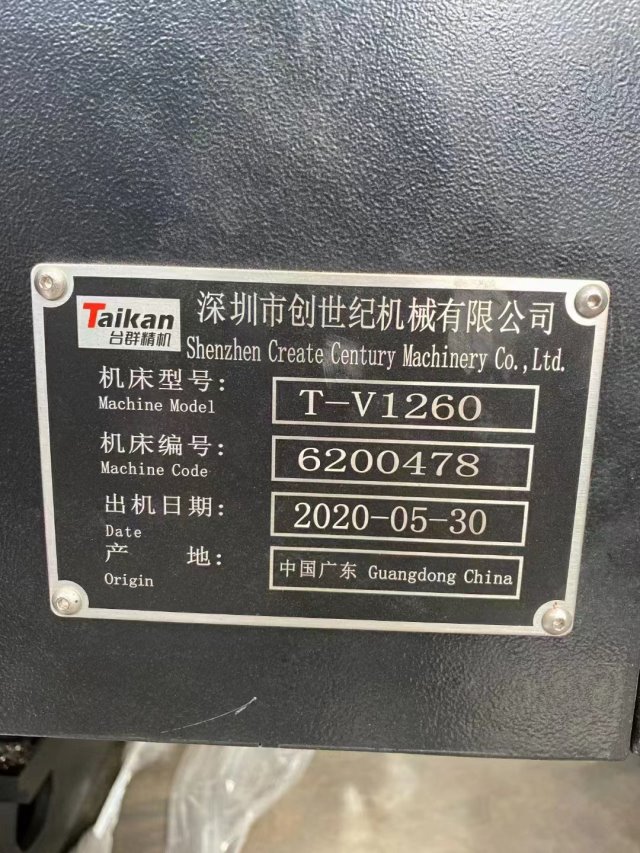 Taikan
台群精机
深圳市创世纪机械有限公司
Shenzhen Create Century Machinery Co.,Ltd.
机床型号:
Machine Model
T-V1260
机床编号:
Machine Code
6200478
出机日期:
Date
2020-05-30
产 地:
Origin
中国广东 Guangdong China